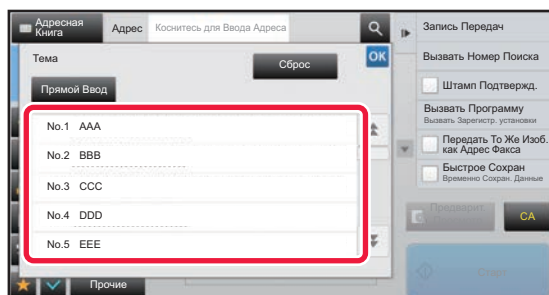 Адресная
Книга
Адрес
Коснитесь для Ввода Адреса
Тема
Сброс
OK
Прямой Ввод
No.1 AAA
No.2 BBB
No.3 CCC
No.4 DDD
No.5 EEE
Прочие
Запись Передач
Вызвать Номер Поиска
Штамп Подтвержд.
Вызвать Программу
Вызвать Зарегистр. установки
Передать То Же Изоб.
как Адрес Факса
Быстрое Сохран
Временно Сохран. Данные
Предварит.
CA
Старт